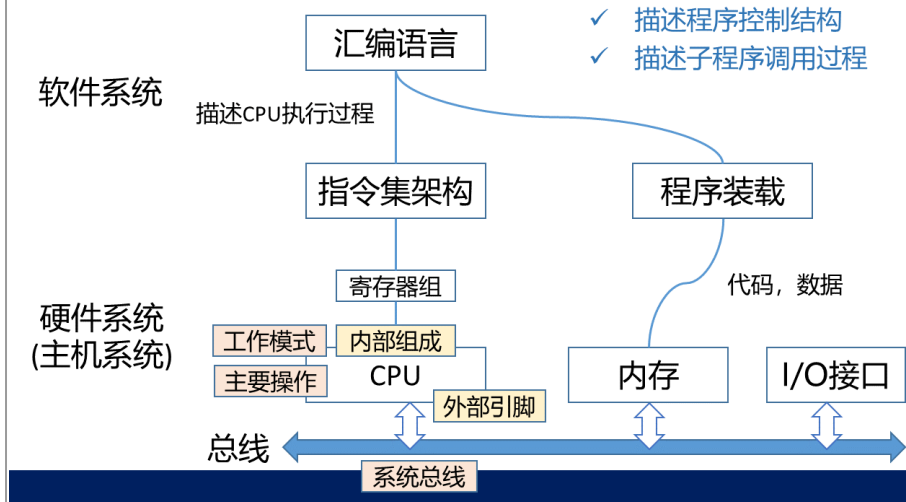 ✓ 描述程序控制结构
✓ 描述子程序调用过程
汇编语言
软件系统
描述CPU执行过程
指令集架构
程序装载
寄存器组
代码，数据
硬件系统
(主机系统)
工作模式
内部组成
主要操作
CPU
外部引脚
内存
I/O接口
总线
系统总线